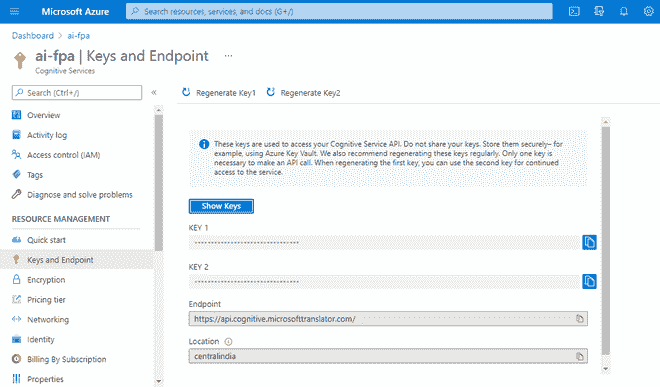 Microsoft Azure
Search resources, services, and docs (G+/)
Dashboard > ai-fpa >
ai-fpa | Keys and Endpoint ...
Cognitive Services
Search (Ctrl+/)
«
Regenerate Key1
Regenerate Key2
Overview
Activity log
Access control (IAM)
Tags
Diagnose and solve problems
RESOURCE MANAGEMENT
Quick start
Keys and Endpoint
Encryption
Pricing tier
Networking
Identity
Billing By Subscription
Properties
These keys are used to access your Cognitive Service API. Do not share your keys. Store them securely– for
example, using Azure Key Vault. We also recommend regenerating these keys regularly. Only one key is
necessary to make an API call. When regenerating the first key, you can use the second key for continued
access to the service.
Show Keys
KEY 1
••••••••••••••••••••••••••••••••
KEY 2
••••••••••••••••••••••••••••••••
Endpoint
https://api.cognitive.microsofttranslator.com/
Location
centralindia